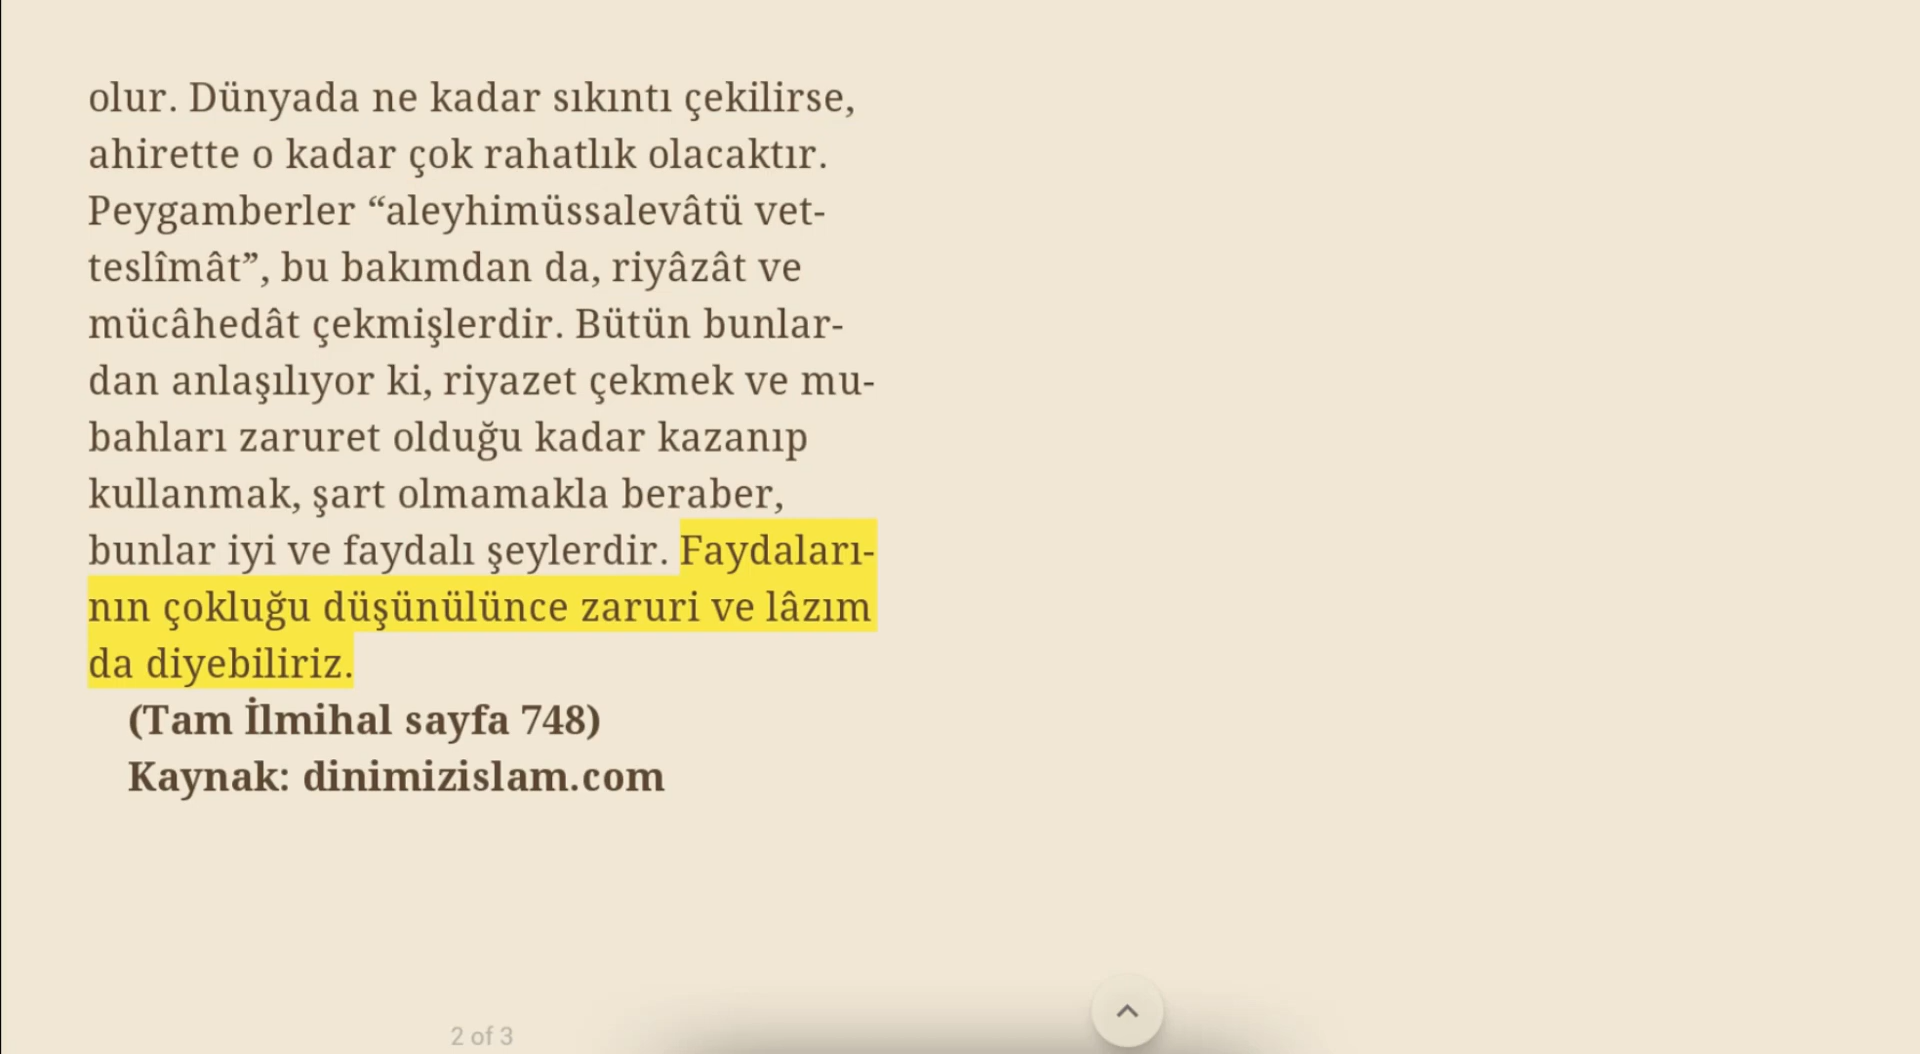 olur. Dünyada ne kadar sıkıntı çekilirse,
ahirette o kadar çok rahatlık olacaktır.
Peygamberler “aleyhimüssalevâtü vet-
teslîmât”, bu bakımdan da, riyâzât ve
mücâhedât çekmişlerdir. Bütün bunlar-
dan anlaşılıyor ki, riyazet çekmek ve mu-
bahları zaruret olduğu kadar kazanıp
kullanmak, şart olmamakla beraber,
bunlar iyi ve faydalı şeylerdir. Faydaları-
nın çokluğu düşünülünce zaruri ve lâzım
da diyebiliriz.
(Tam İlmihal sayfa 748)
Kaynak: dinimizislam.com
2 of 3